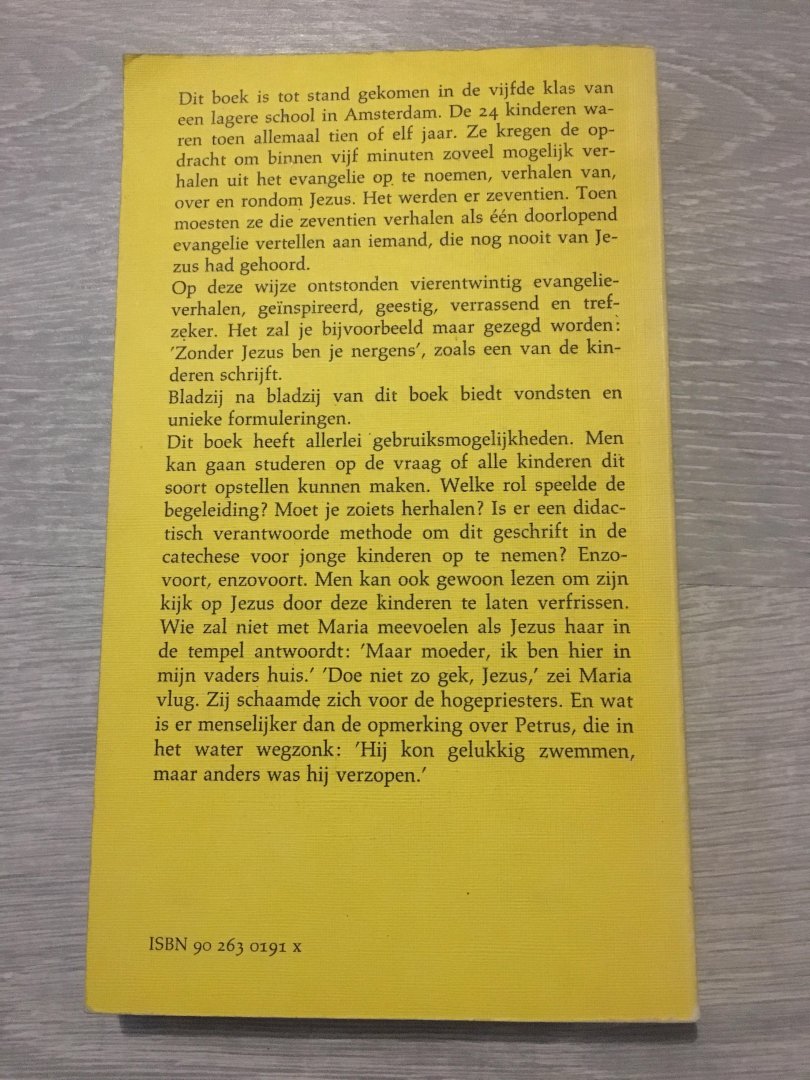 Dit boek is tot stand gekomen in de vijfde klas van
een lagere school in Amsterdam. De 24 kinderen wa-
ren toen allemaal tien of elf jaar. Ze kregen de op-
dracht om binnen vijf minuten zoveel mogelijk ver-
halen uit het evangelie op te noemen, verhalen van,
over en rondom Jezus. Het werden er zeventien. Toen
moesten ze die zeventien verhalen als één doorlopend
evangelie vertellen aan iemand, die nog nooit van Je-
zus had gehoord.
Op deze wijze ontstonden vierentwintig evangelie-
verhalen, geïnspireerd, geestig, verrassend en tref-
zeker. Het zal je bijvoorbeeld maar gezegd worden:
'Zonder Jezus ben je nergens', zoals een van de kin-
deren schrijft.
Bladzij na bladzij van dit boek biedt vondsten en
unieke formuleringen.
Dit boek heeft allerlei gebruiksmogelijkheden. Men
kan gaan studeren op de vraag of alle kinderen dit
soort opstellen kunnen maken. Welke rol speelde de
begeleiding? Moet je zoiets herhalen? Is er een didac-
tisch verantwoorde methode om dit geschrift in de
catechese voor jonge kinderen op te nemen? Enzo-
voort, enzovoort. Men kan ook gewoon lezen om zijn
kijk op Jezus door deze kinderen te laten verfrissen.
Wie zal niet met Maria meevoelen als Jezus haar in
de tempel antwoordt: 'Maar moeder, ik ben hier in
mijn vaders huis.' 'Doe niet zo gek, Jezus,' zei Maria
vlug. Zij schaamde zich voor de hogepriesters. En wat
is er menselijker dan de opmerking over Petrus, die in
het water wegzonk: 'Hij kon gelukkig zwemmen,
maar anders was hij verzopen.'
ISBN 90 263 0191 x